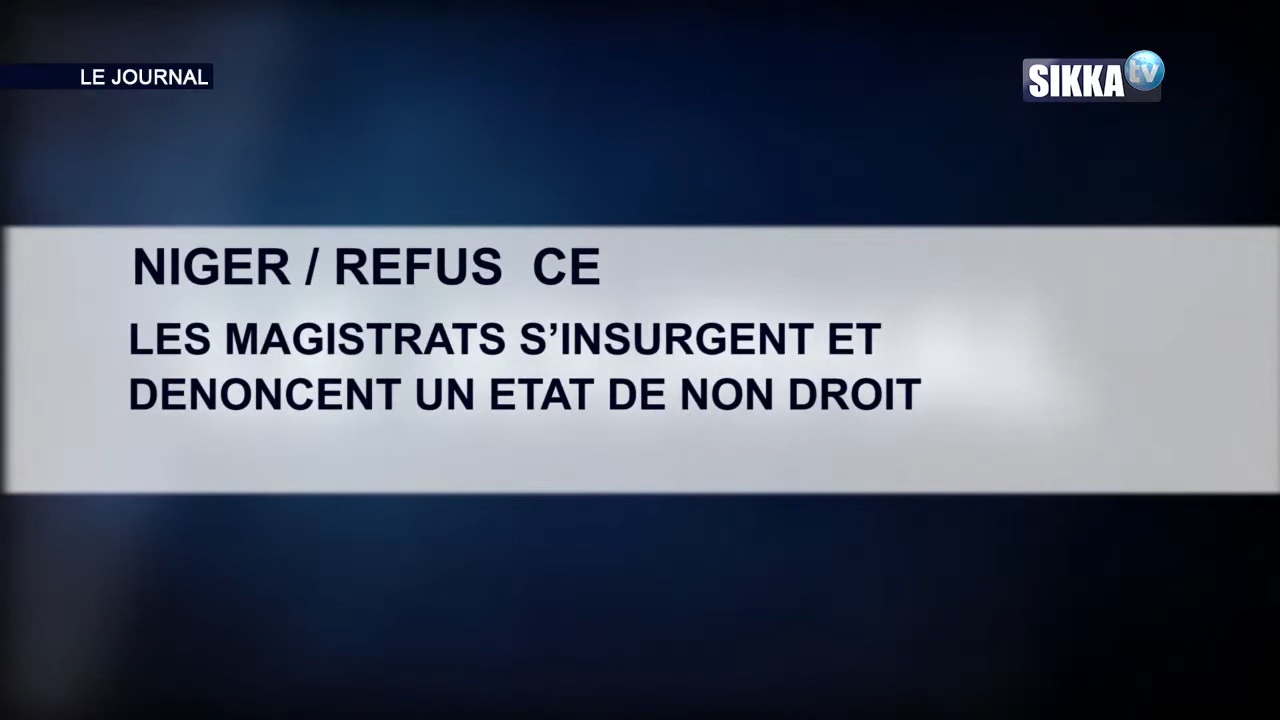 LE JOURNAL
SIKKA tv
NIGER / REFUS CE
LES MAGISTRATS S’INSURGENT ET
DENONCENT UN ETAT DE NON DROIT